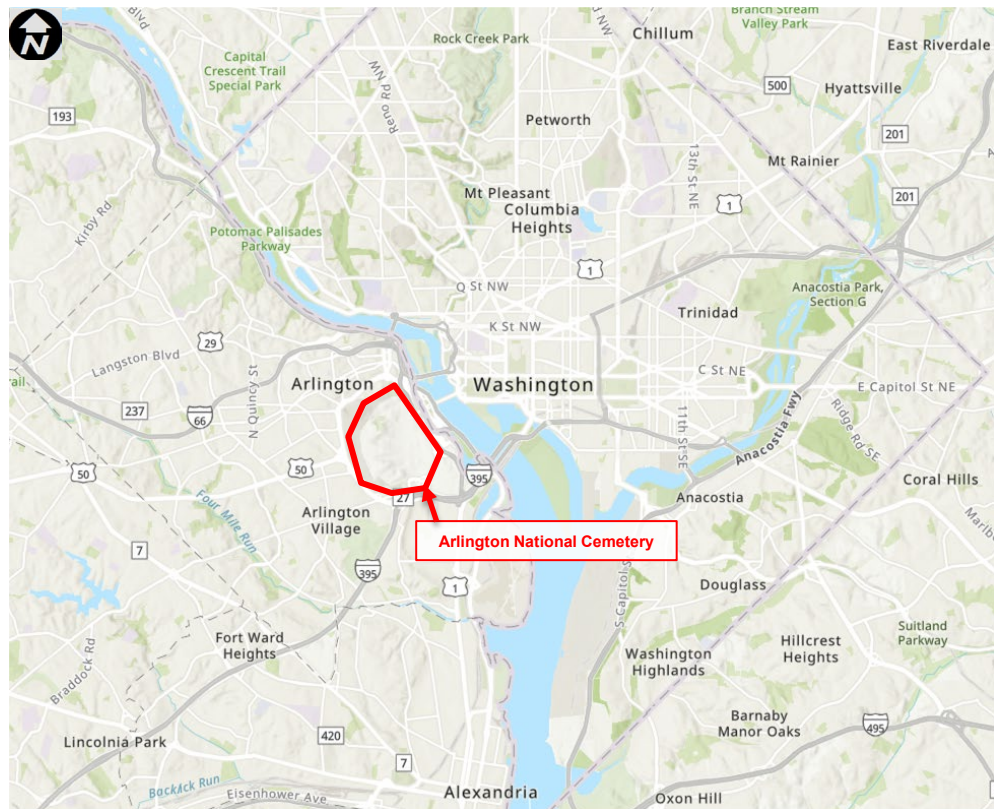 Blvd
N
Capital
Crescent Trail
Special Park
Rock Creek Park
MN
Chillum
Branch Stream
Valley Park
East Riverdale
500
Hyattsville
193
Reno Rd NW
Petworth
201
13th St NE
Mt Rainier
Mt Pleasant
Columbia
Heights
1
201
Kirby Rd
Potomac Palisades
Parkway
1
Q St NW
Anacostia Park,
Section G
Trinidad
K St NW
29
Langston Blvd
N Quincy St
Arlington
Washington
C St NE
E Capitol St NE
ail
237
66
11th St SE
Anacostia Fwy
Ridge Rd SE
50
50
395
Coral Hills
27
Anacostia
Four Mile Run
Arlington
Village
Marlbo
Arlington National Cemetery
7
395
1
Douglass
S Capitol S
Fort Ward
Heights
Suitland
Parkway
Hillcrest
Heights
Washington
Highlands
Braddock Rd
Barnaby
Manor Oaks
495
420
Lincolnia Park
7
Backlick Run
Eisenhower Ave
Alexandria
Oxon Hill